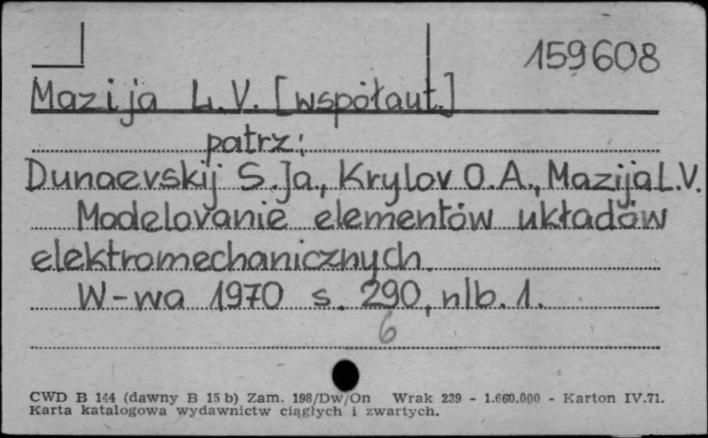 159608
Mazija L.V. [współaut.]
patrz:
Dunaevskij S.Ja., Krylov O.A., Mazija L.V.
Modelovanie elementów układów
elektromechanicznych.
W-wa 1970 s. 290, nlb. 1.
6
CWD B 144 (dawny B 15 b) Zam. 198/Dw/On Wrak 239 - 1.660.000 - Karton IV.71.
Karta katalogowa wydawnictw ciągłych i zwartych.